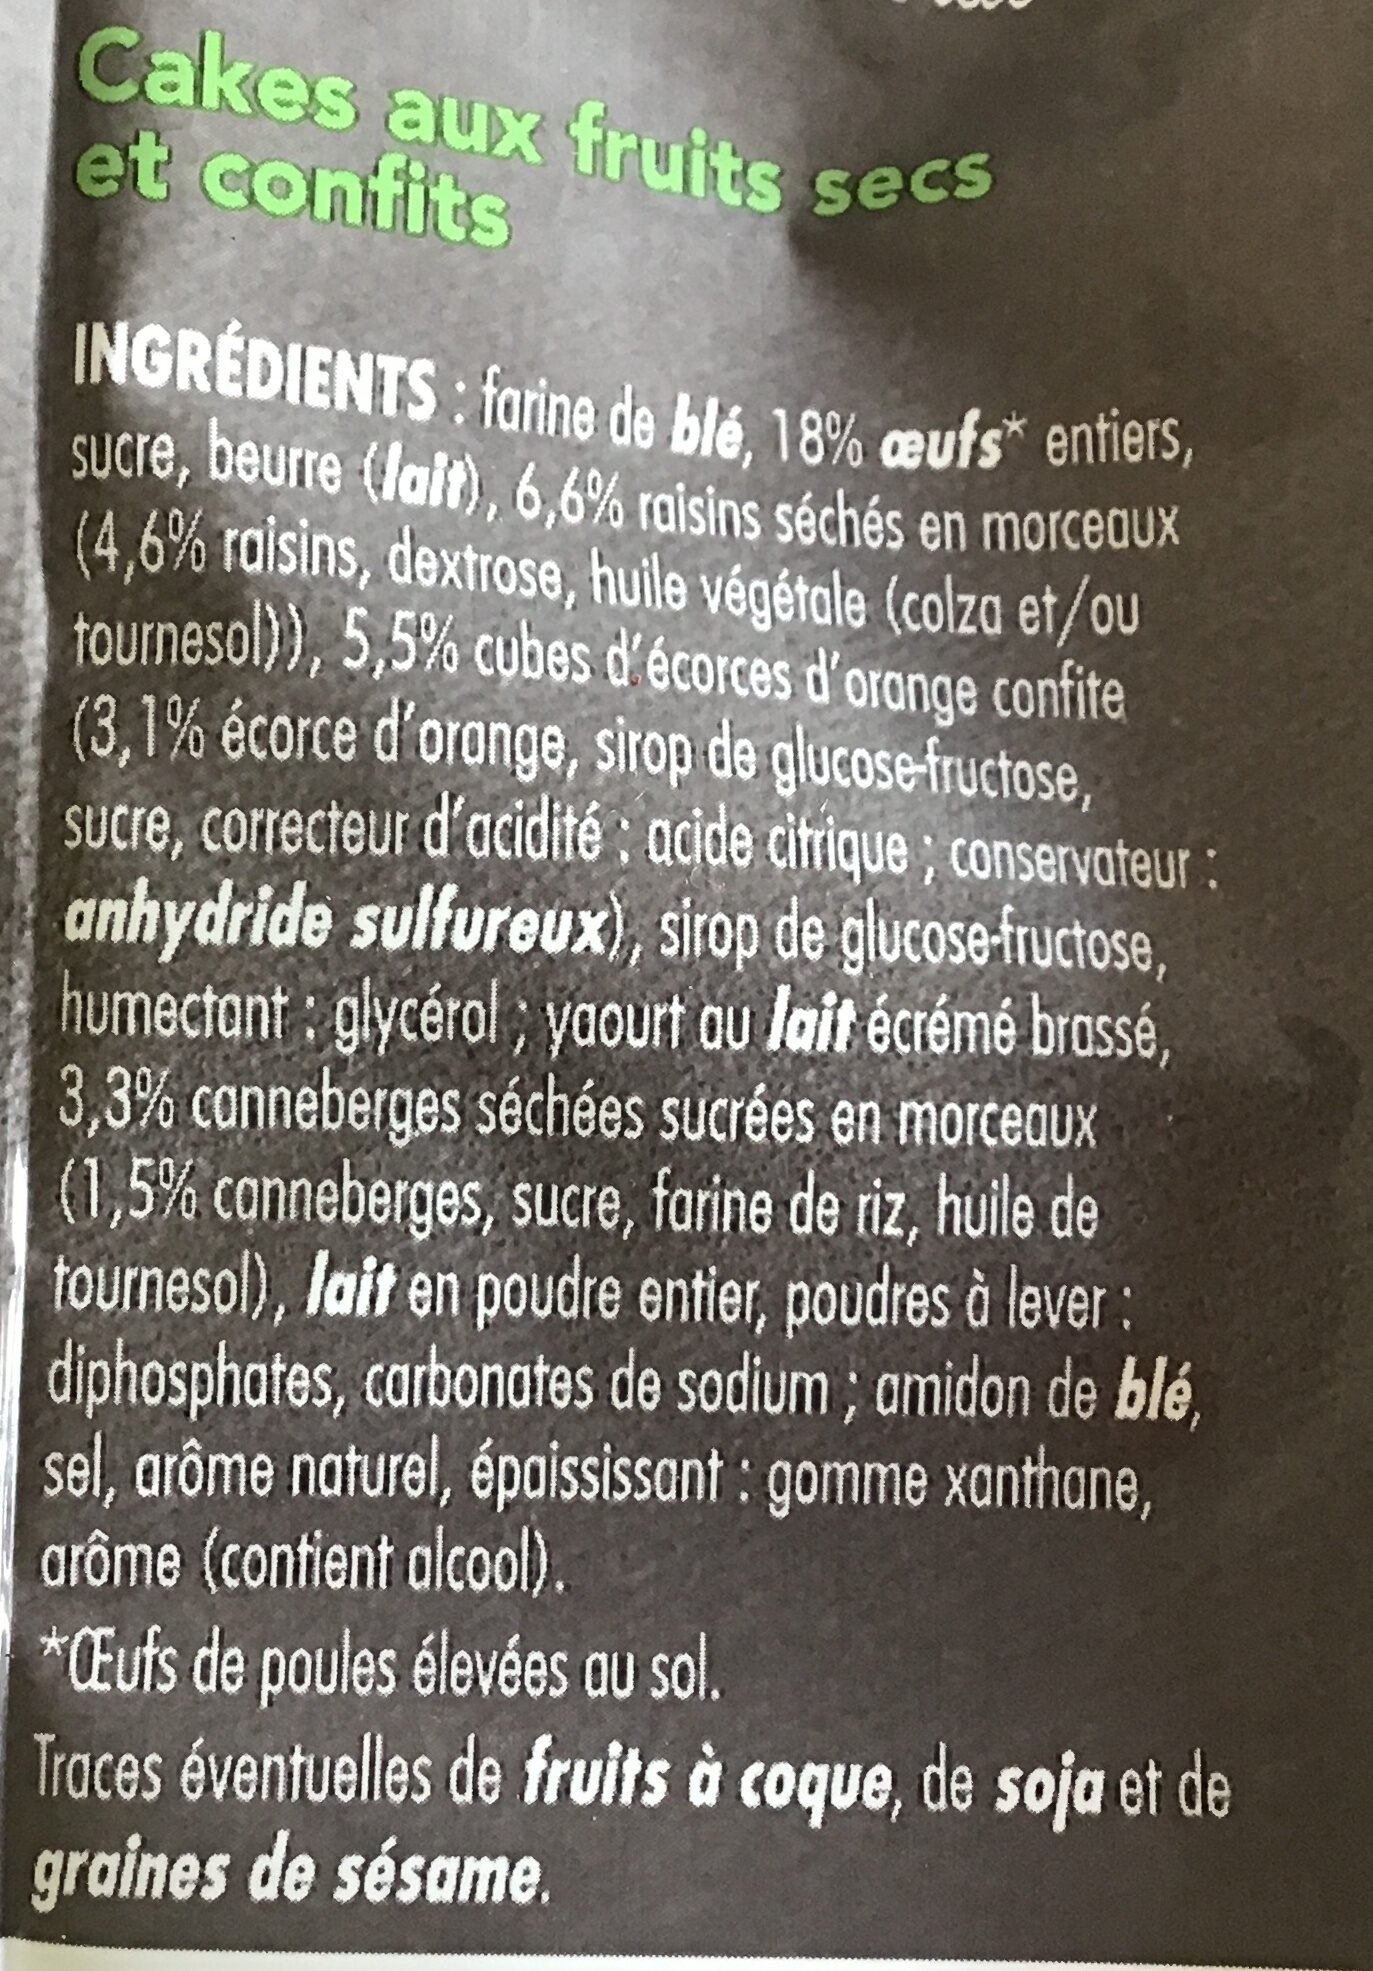 Cakes aux fruits secs
et confits
INGRÉDIENTS : farine de blé, 18% œufs* entiers,
sucre, beurre (lait), 6,6% raisins séchés en morceaux
(4,6% raisins, dextrose, huile végétale (colza et/ou
tournesol)), 5,5% cubes d'écorces d'orange confite
(3,1% écorce d'orange, sirop de glucose-fructose,
sucre, correcteur d'acidité : acide citrique ; conservateur :
anhydride sulfureux), sirop de glucose-fructose,
humectant : glycérol ; yaourt au lait écrémé brassé,
3,3% canneberges séchées sucrées en morceaux
(1,5% canneberges, sucre, farine de riz, huile de
tournesol), lait en poudre entier, poudres à lever :
diphosphates, carbonates de sodium ; amidon de blé,
sel, arôme naturel, épaississant : gomme xanthane,
arôme (contient alcool).
*Œufs de poules élevées au sol.
Traces éventuelles de fruits à coque, de soja et de
graines de sésame.